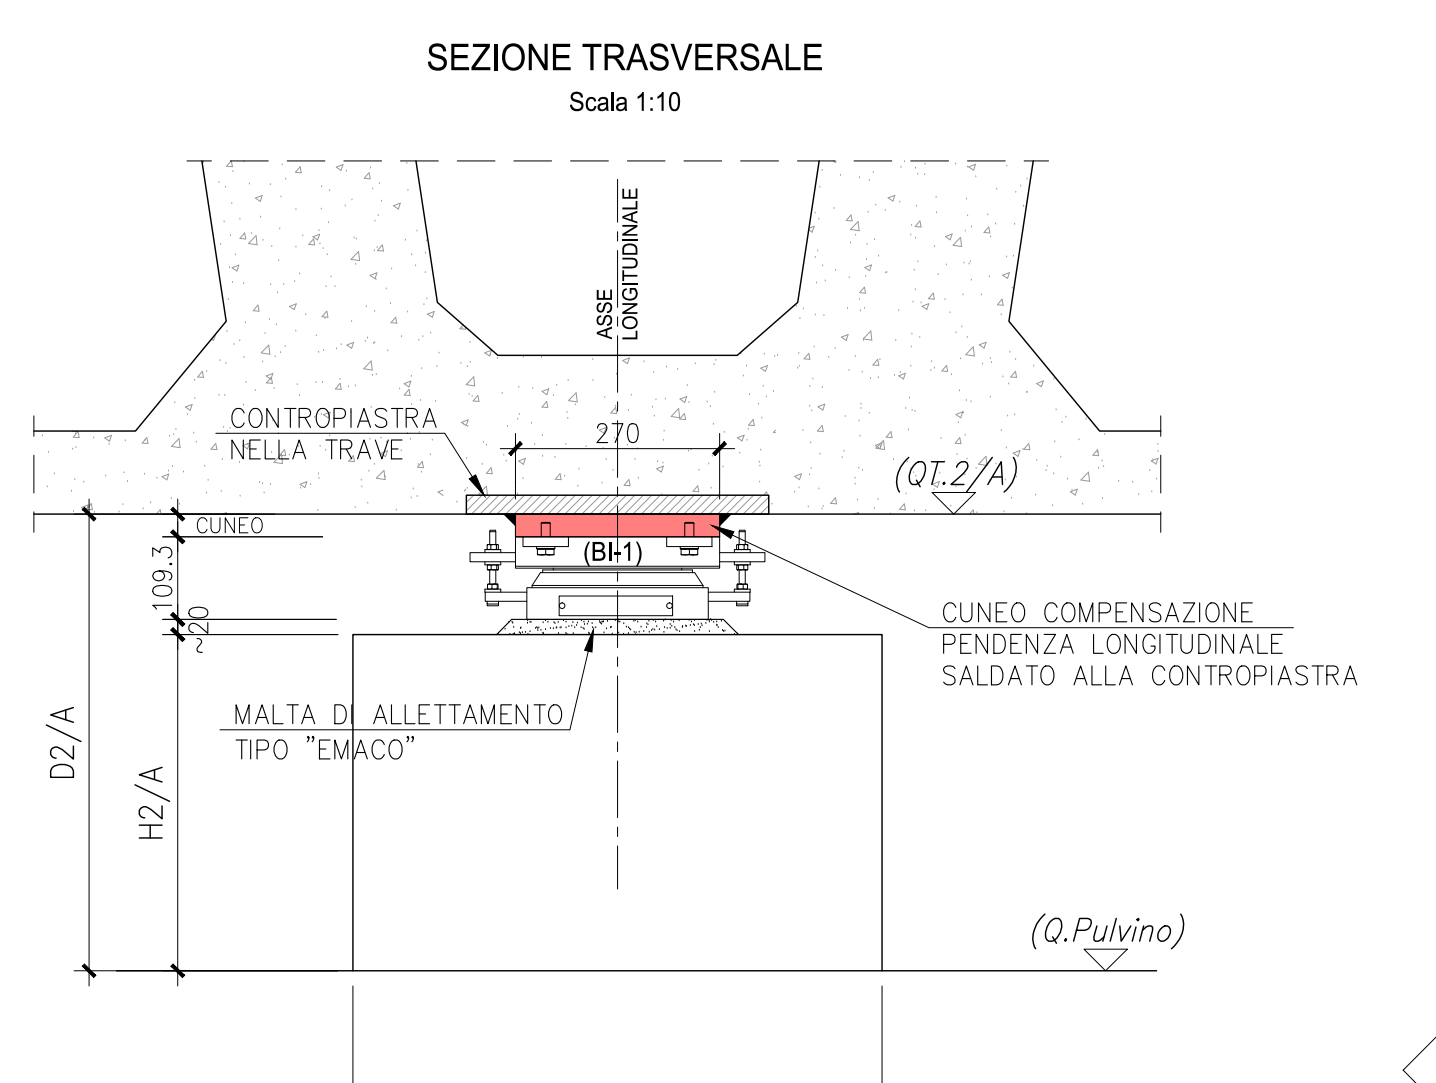 SEZIONE TRASVERSALE
Scala 1:10
ASSE
LONGITUDINALE
CONTROPIASTRA
NELLA TRAVE
270
(QT.2/A)
CUNEO
(BI-1)
109.3
~20
CUNEO COMPENSAZIONE
PENDENZA LONGITUDINALE
SALDATO ALLA CONTROPIASTRA
MALTA DI ALLETTAMENTO
TIPO "EMACO"
D2/A
H2/A
(Q.Pulvino)